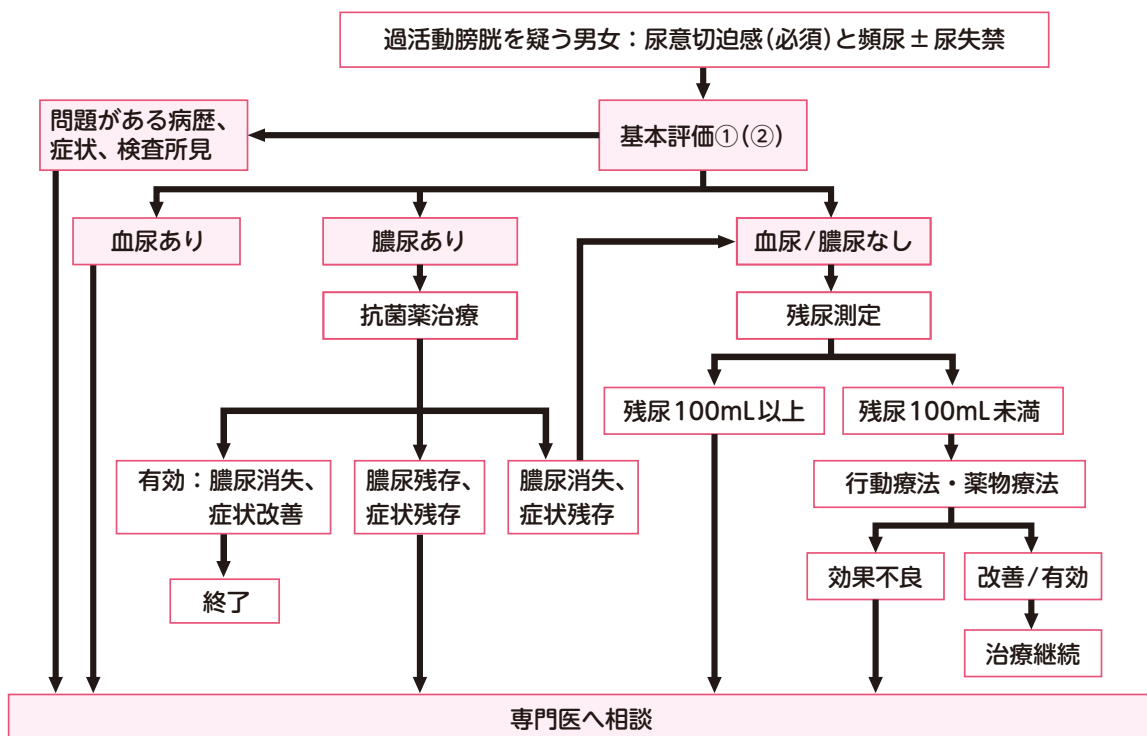 過活動膀胱を疑う男女：尿意切迫感(必須)と頻尿±尿失禁
問題がある病歴、
症状、検査所見
基本評価①(②)
血尿あり
膿尿あり
血尿/膿尿なし
抗菌薬治療
残尿測定
残尿100mL以上
残尿100mL未満
有効：膿尿消失、
症状改善
膿尿残存、
症状残存
膿尿消失、
症状残存
行動療法・薬物療法
効果不良
改善/有効
終了
治療継続
専門医へ相談